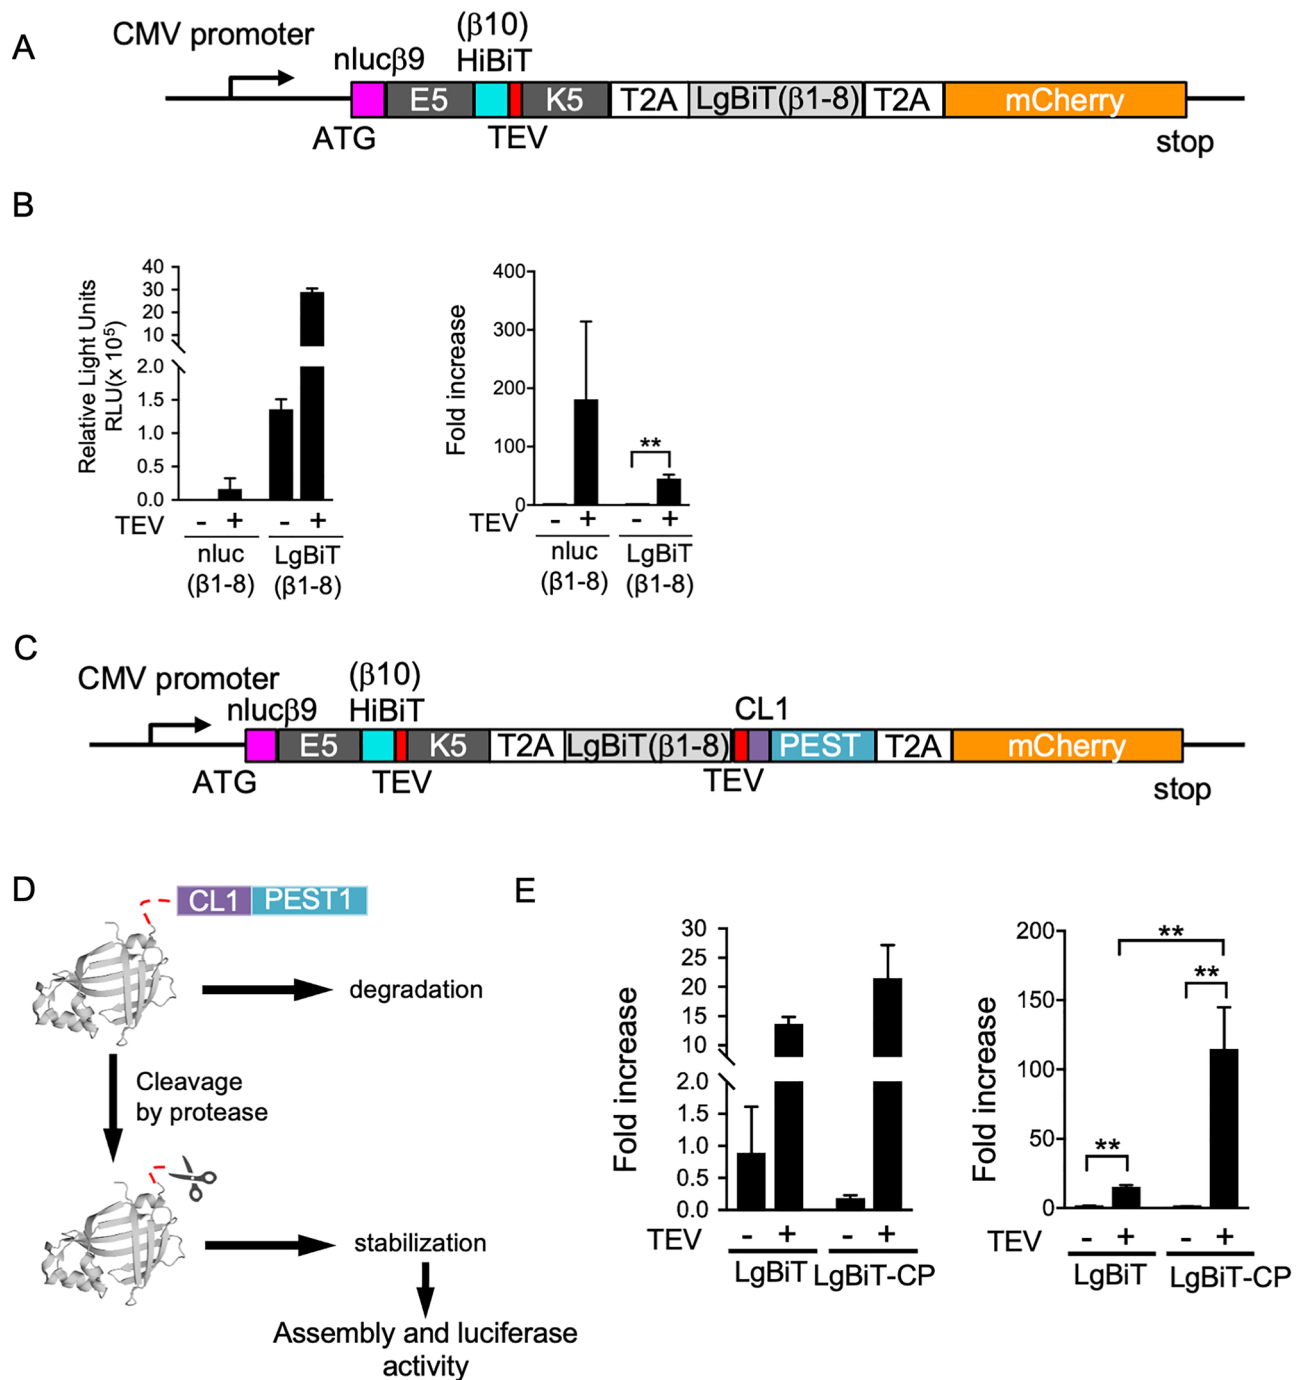 A
CMV promoter
nlucβ9
(β10)
HiBiT
E5
K5
T2A
LgBiT(β1-8)
T2A
mCherry
ATG
TEV
stop
B
Relative Light Units
RLU(x 10⁵)
40
30
20
10
2.0
1.5
1.0
0.5
0.0
TEV
-
+
nluc
(β1-8)
LgBiT
(β1-8)
Fold increase
400
300
200
100
0
**
TEV
-
+
-
+
nluc
(β1-8)
LgBiT
(β1-8)
C
CMV promoter
nlucβ9
(β10)
HiBiT
CL1
E5
K5
T2A
LgBiT(β1-8)
PEST
T2A
mCherry
ATG
TEV
TEV
stop
D
CL1
PEST1
degradation
Cleavage
by protease
stabilization
Assembly and luciferase
activity
E
Fold increase
30
25
20
15
10
2.0
1.5
1.0
0.5
0.0
TEV
-
+
-
+
LgBiT
LgBiT-CP
Fold increase
200
150
100
50
0
**
**
**
TEV
-
+
-
+
LgBiT
LgBiT-CP